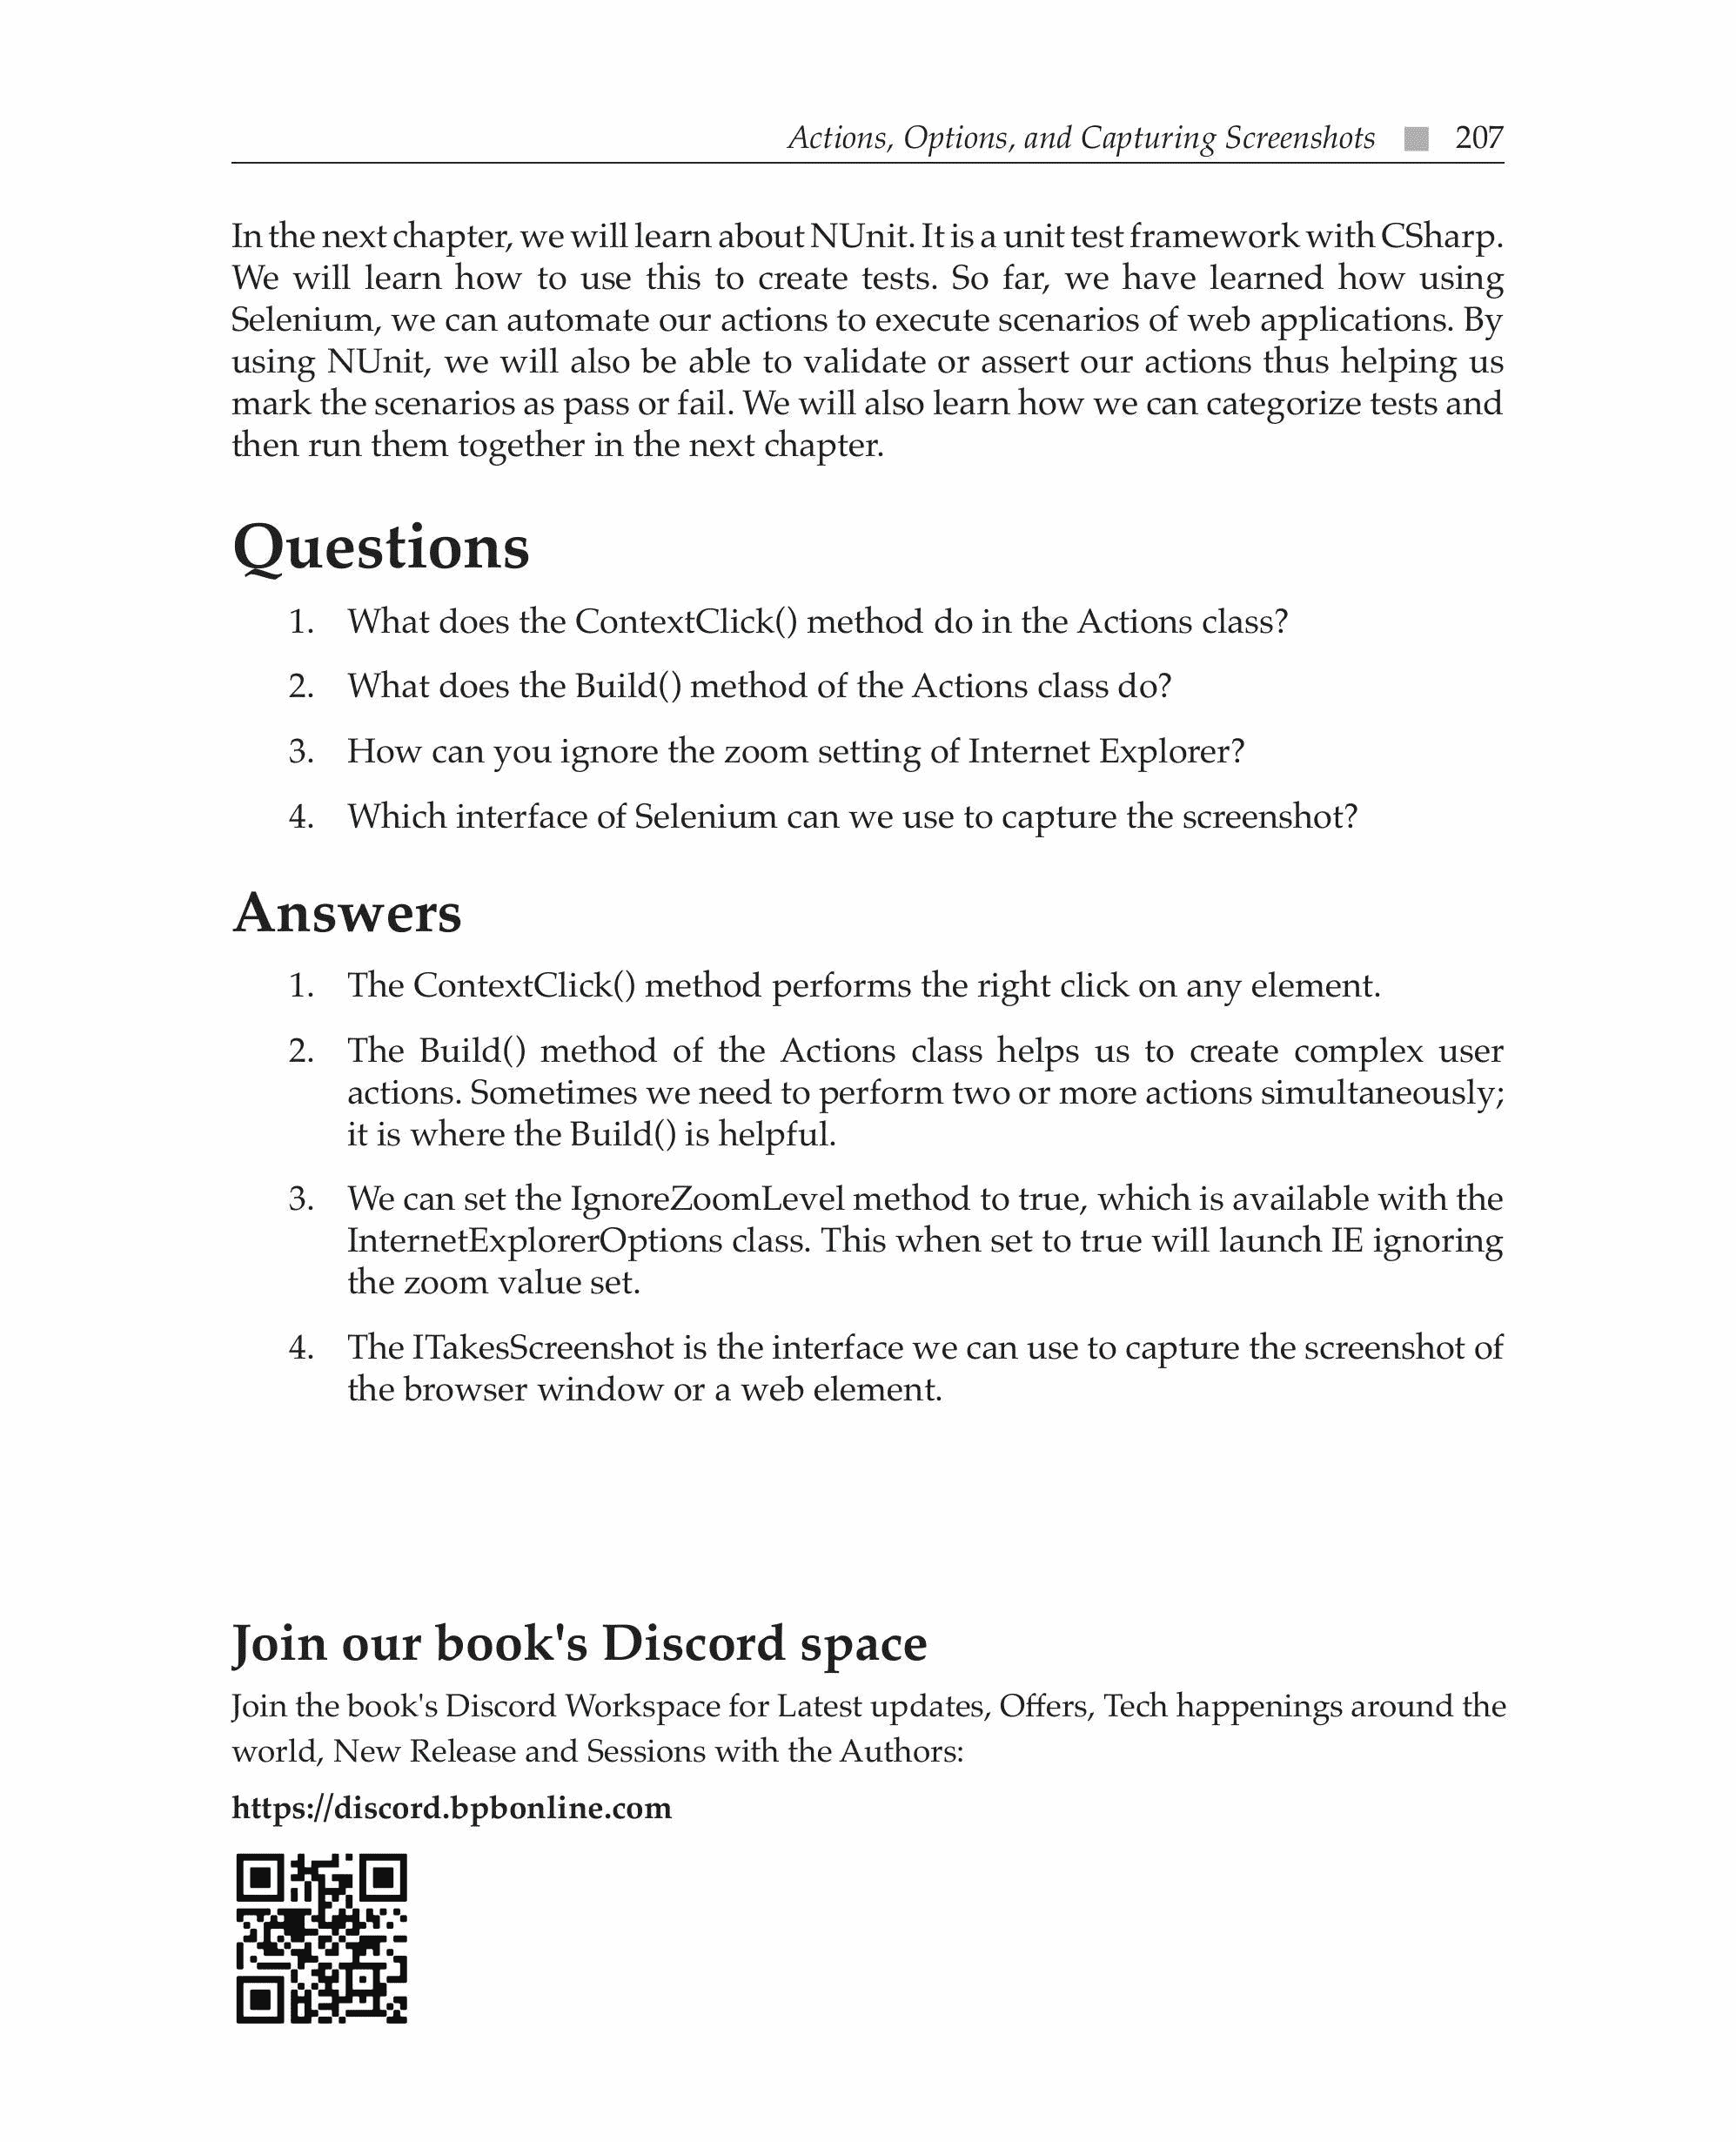 Actions, Options, and Capturing Screenshots 207
In the next chapter, we will learn about NUnit. It is a unit test framework with CSharp.
We will learn how to use this to create tests. So far, we have learned how using
Selenium, we can automate our actions to execute scenarios of web applications. By
using NUnit, we will also be able to validate or assert our actions thus helping us
mark the scenarios as pass or fail. We will also learn how we can categorize tests and
then run them together in the next chapter.
Questions
1. What does the ContextClick() method do in the Actions class?
2. What does the Build() method of the Actions class do?
3. How can you ignore the zoom setting of Internet Explorer?
4. Which interface of Selenium can we use to capture the screenshot?
Answers
1. The ContextClick() method performs the right click on any element.
2. The Build() method of the Actions class helps us to create complex user
actions. Sometimes we need to perform two or more actions simultaneously;
it is where the Build() is helpful.
3. We can set the IgnoreZoomLevel method to true, which is available with the
InternetExplorerOptions class. This when set to true will launch IE ignoring
the zoom value set.
4. The ITakesScreenshot is the interface we can use to capture the screenshot of
the browser window or a web element.
Join our book's Discord space
Join the book's Discord Workspace for Latest updates, Offers, Tech happenings around the
world, New Release and Sessions with the Authors:
https://discord.bpbonline.com